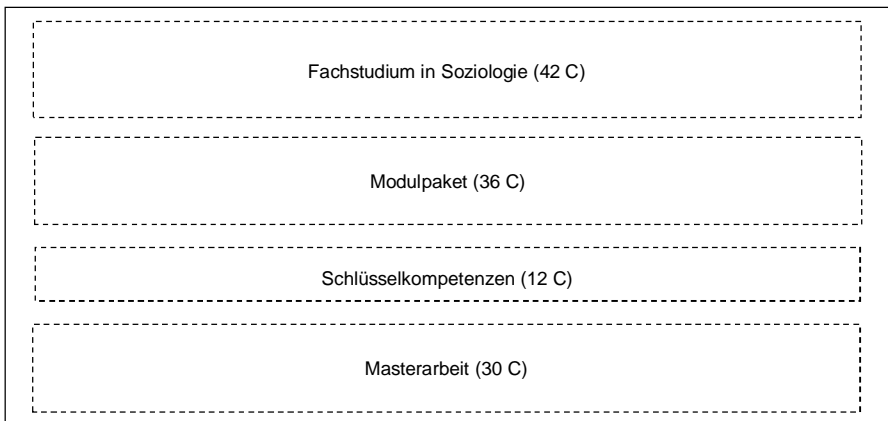 Fachstudium in Soziologie (42 C)
Modulpaket (36 C)
Schlüsselkompetenzen (12 C)
Masterarbeit (30 C)